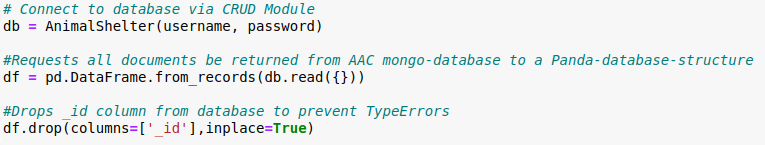 # Connect to database via CRUD Module
db = AnimalShelter(username, password)
#Requests all documents be returned from AAC mongo-database to a Panda-database-structure
df = pd.DataFrame.from_records(db.read({}))
#Drops _id column from database to prevent TypeErrors
df.drop(columns=['_id'],inplace=True)